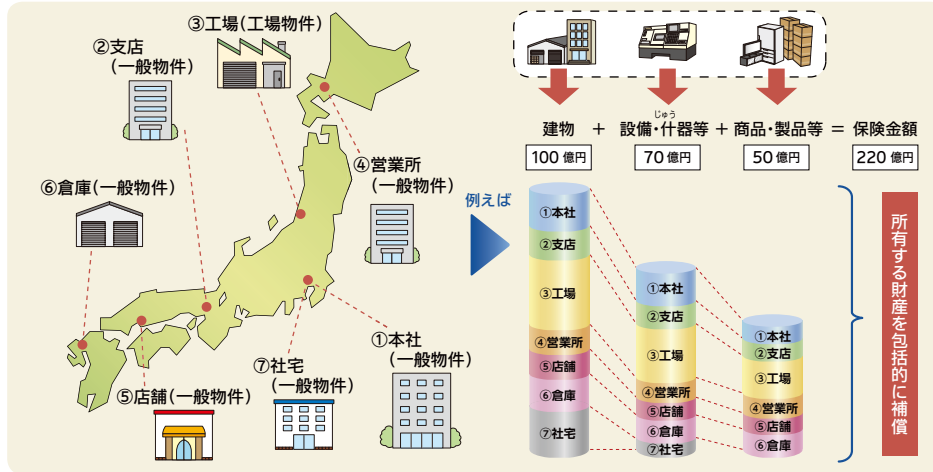 ③工場(工場物件)
②支店
(一般物件)
④営業所
(一般物件)
⑥倉庫(一般物件)
①本社
(一般物件)
⑦社宅
(一般物件)
⑤店舗(一般物件)
例えば
じゅう
建物 + 設備・什器等 + 商品・製品等 = 保険金額
100億円 70億円 50億円 220億円
①本社
②支店
③工場
④営業所
⑤店舗
⑥倉庫
⑦社宅
①本社
②支店
③工場
④営業所
⑤店舗
⑥倉庫
⑦社宅
①本社
②支店
③工場
④営業所
⑤店舗
⑥倉庫
所有する財産を包括的に補償